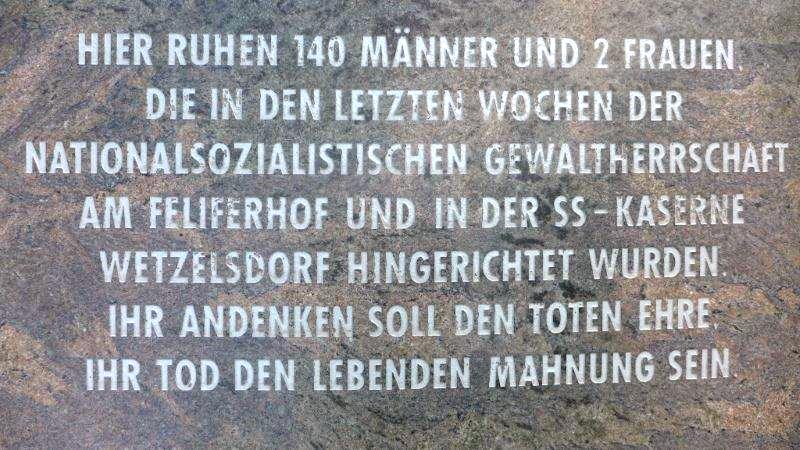 HIER RUHEN 140 MÄNNER UND 2 FRAUEN,
DIE IN DEN LETZTEN WOCHEN DER
NATIONALSOZIALISTISCHEN GEWALTHERRSCHAFT
AM FELIFERHOF UND IN DER SS-KASERNE
WETZELSDORF HINGERICHTET WURDEN.
IHR ANDENKEN SOLL DEN TOTEN EHRE,
IHR TOD DEN LEBENDEN MAHNUNG SEIN.